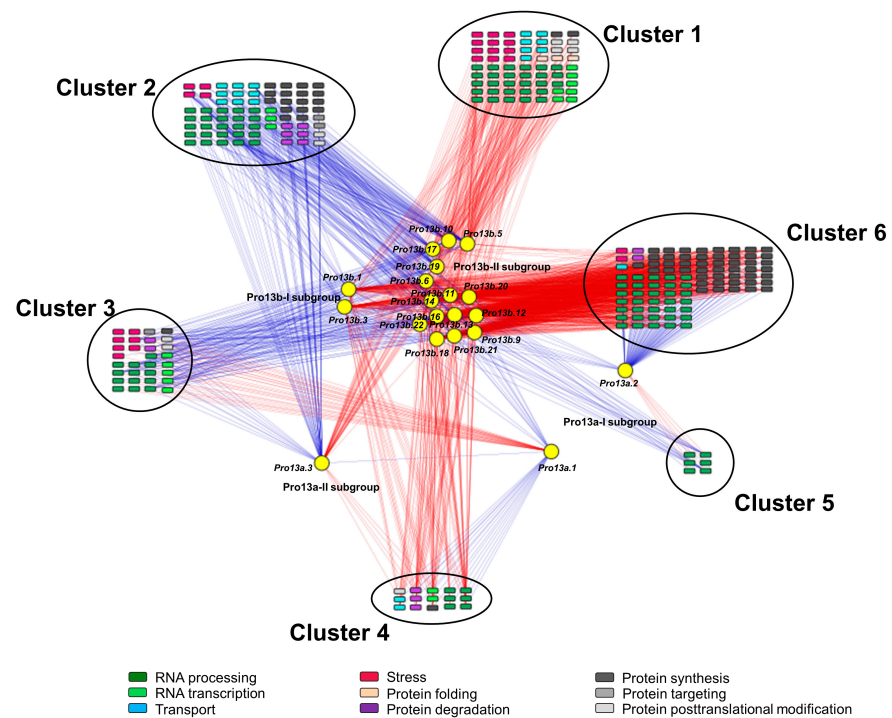 Cluster 1
Cluster 2
Pro13b.10
Pro13b.5
Pro13b.17
Cluster 6
Pro13b.19
Pro13b-II subgroup
Pro13b.1
Pro13b.6
Pro13b-I subgroup
Pro13b.11
Pro13b.20
Pro13b.14
Cluster 3
Pro13b.3
Pro13b.16
Pro13b.12
Pro13b.22
Pro13b.13
Pro13b.9
Pro13b.18
Pro13b.21
Pro13a.2
Pro13a-I subgroup
Pro13a.3
Pro13a.1
Pro13a-II subgroup
Cluster 5
Cluster 4
RNA processing
RNA transcription
Transport
Stress
Protein folding
Protein degradation
Protein synthesis
Protein targeting
Protein posttranslational modification